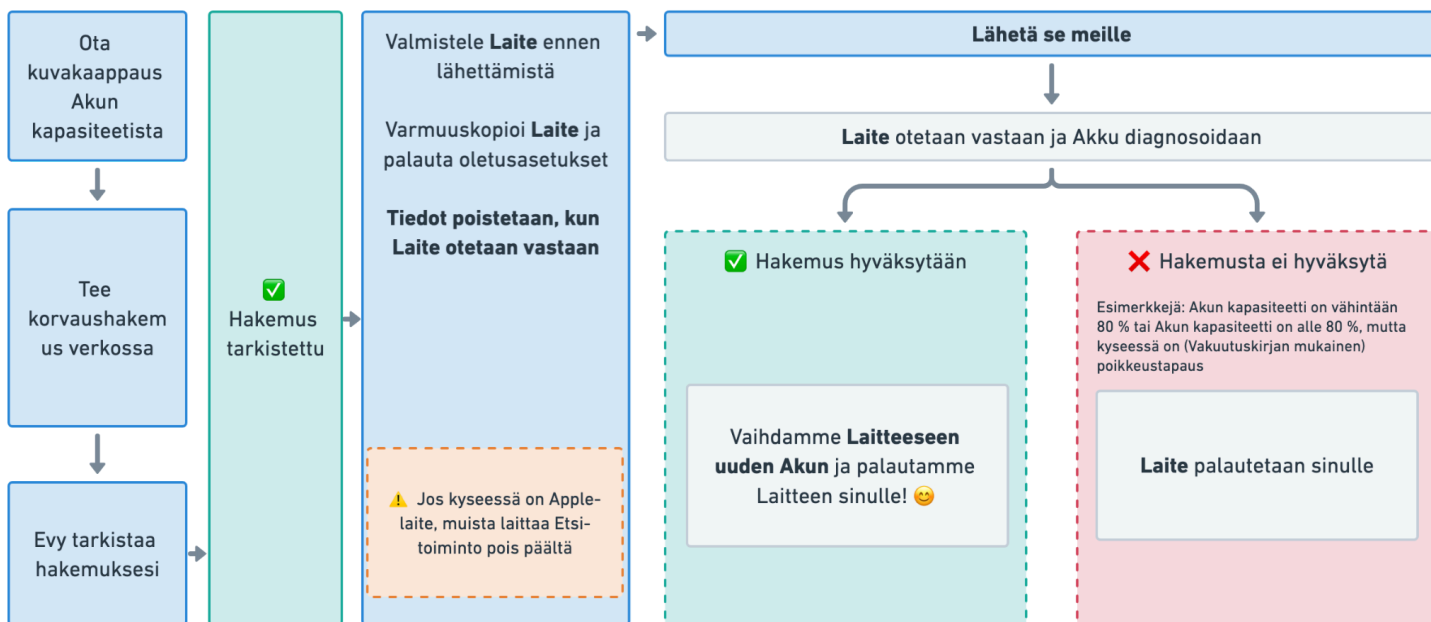 Ota
kuvakaappaus
Akun
kapasiteetista
Tee
korvaushakem
us verkossa
Evy tarkistaa
hakemuksesi
✅
Hakemus
tarkistettu
Valmistele Laite ennen
lähettämistä
Varmuuskopioi Laite ja
palauta oletusasetukset
Tiedot poistetaan, kun
Laite otetaan vastaan
⚠️ Jos kyseessä on Apple-
laite, muista laittaa Etsi-
toiminto pois päältä
Lähetä se meille
Laite otetaan vastaan ja Akku diagnosoidaan
✅ Hakemus hyväksytään
Vaihdamme Laitteeseen
uuden Akun ja palautamme
Laitteen sinulle! 😊
❌ Hakemusta ei hyväksytä
Esimerkkejä: Akun kapasiteetti on vähintään
80 % tai Akun kapasiteetti on alle 80 %, mutta
kyseessä on (Vakuutuskirjan mukainen)
poikkeustapaus
Laite palautetaan sinulle